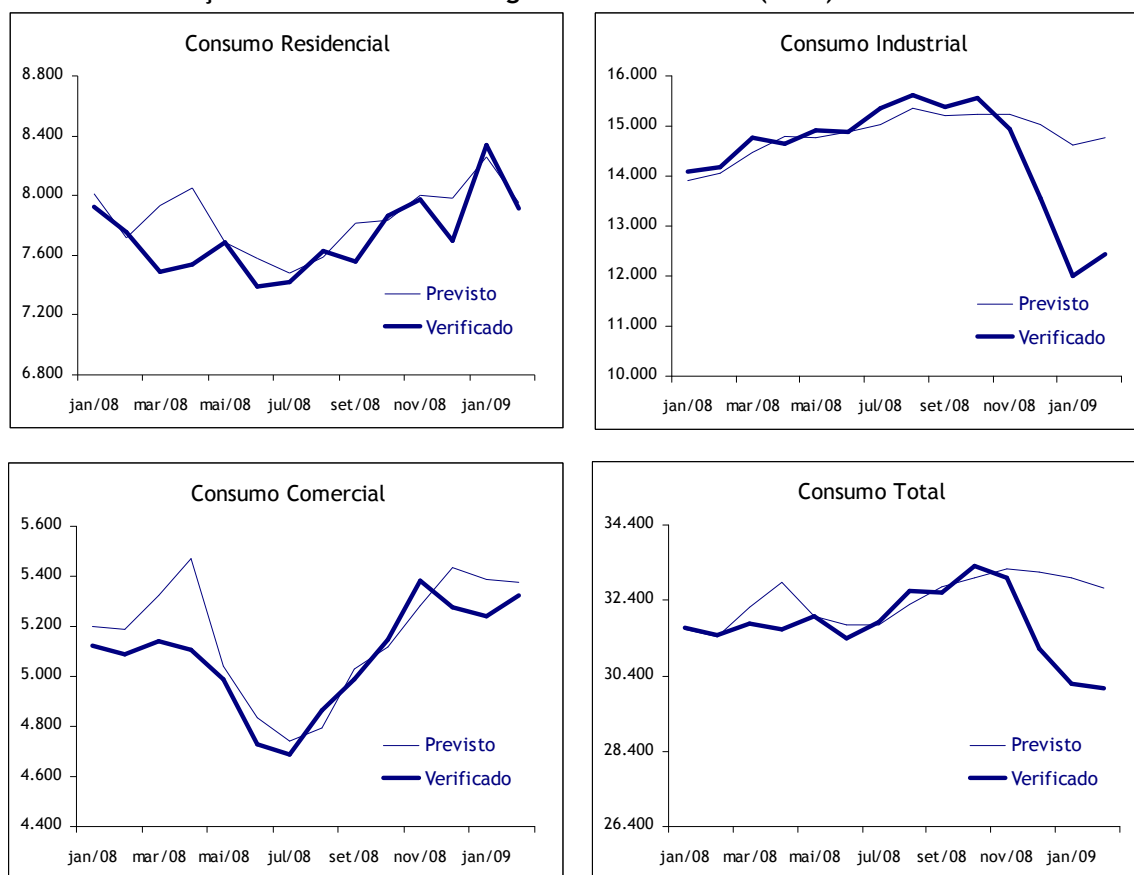 Consumo Residencial
8.800
8.400
8.000
7.600
7.200
6.800
Previsto
Verificado
jan/08 mar/08 mai/08 jul/08 set/08 nov/08 jan/09
Consumo Industrial
16.000
15.000
14.000
13.000
12.000
11.000
10.000
Previsto
Verificado
jan/08 mar/08 mai/08 jul/08 set/08 nov/08 jan/09
Consumo Comercial
5.600
5.400
5.200
5.000
4.800
4.600
4.400
Previsto
Verificado
jan/08 mar/08 mai/08 jul/08 set/08 nov/08 jan/09
Consumo Total
34.400
32.400
30.400
28.400
26.400
Previsto
Verificado
jan/08 mar/08 mai/08 jul/08 set/08 nov/08 jan/09